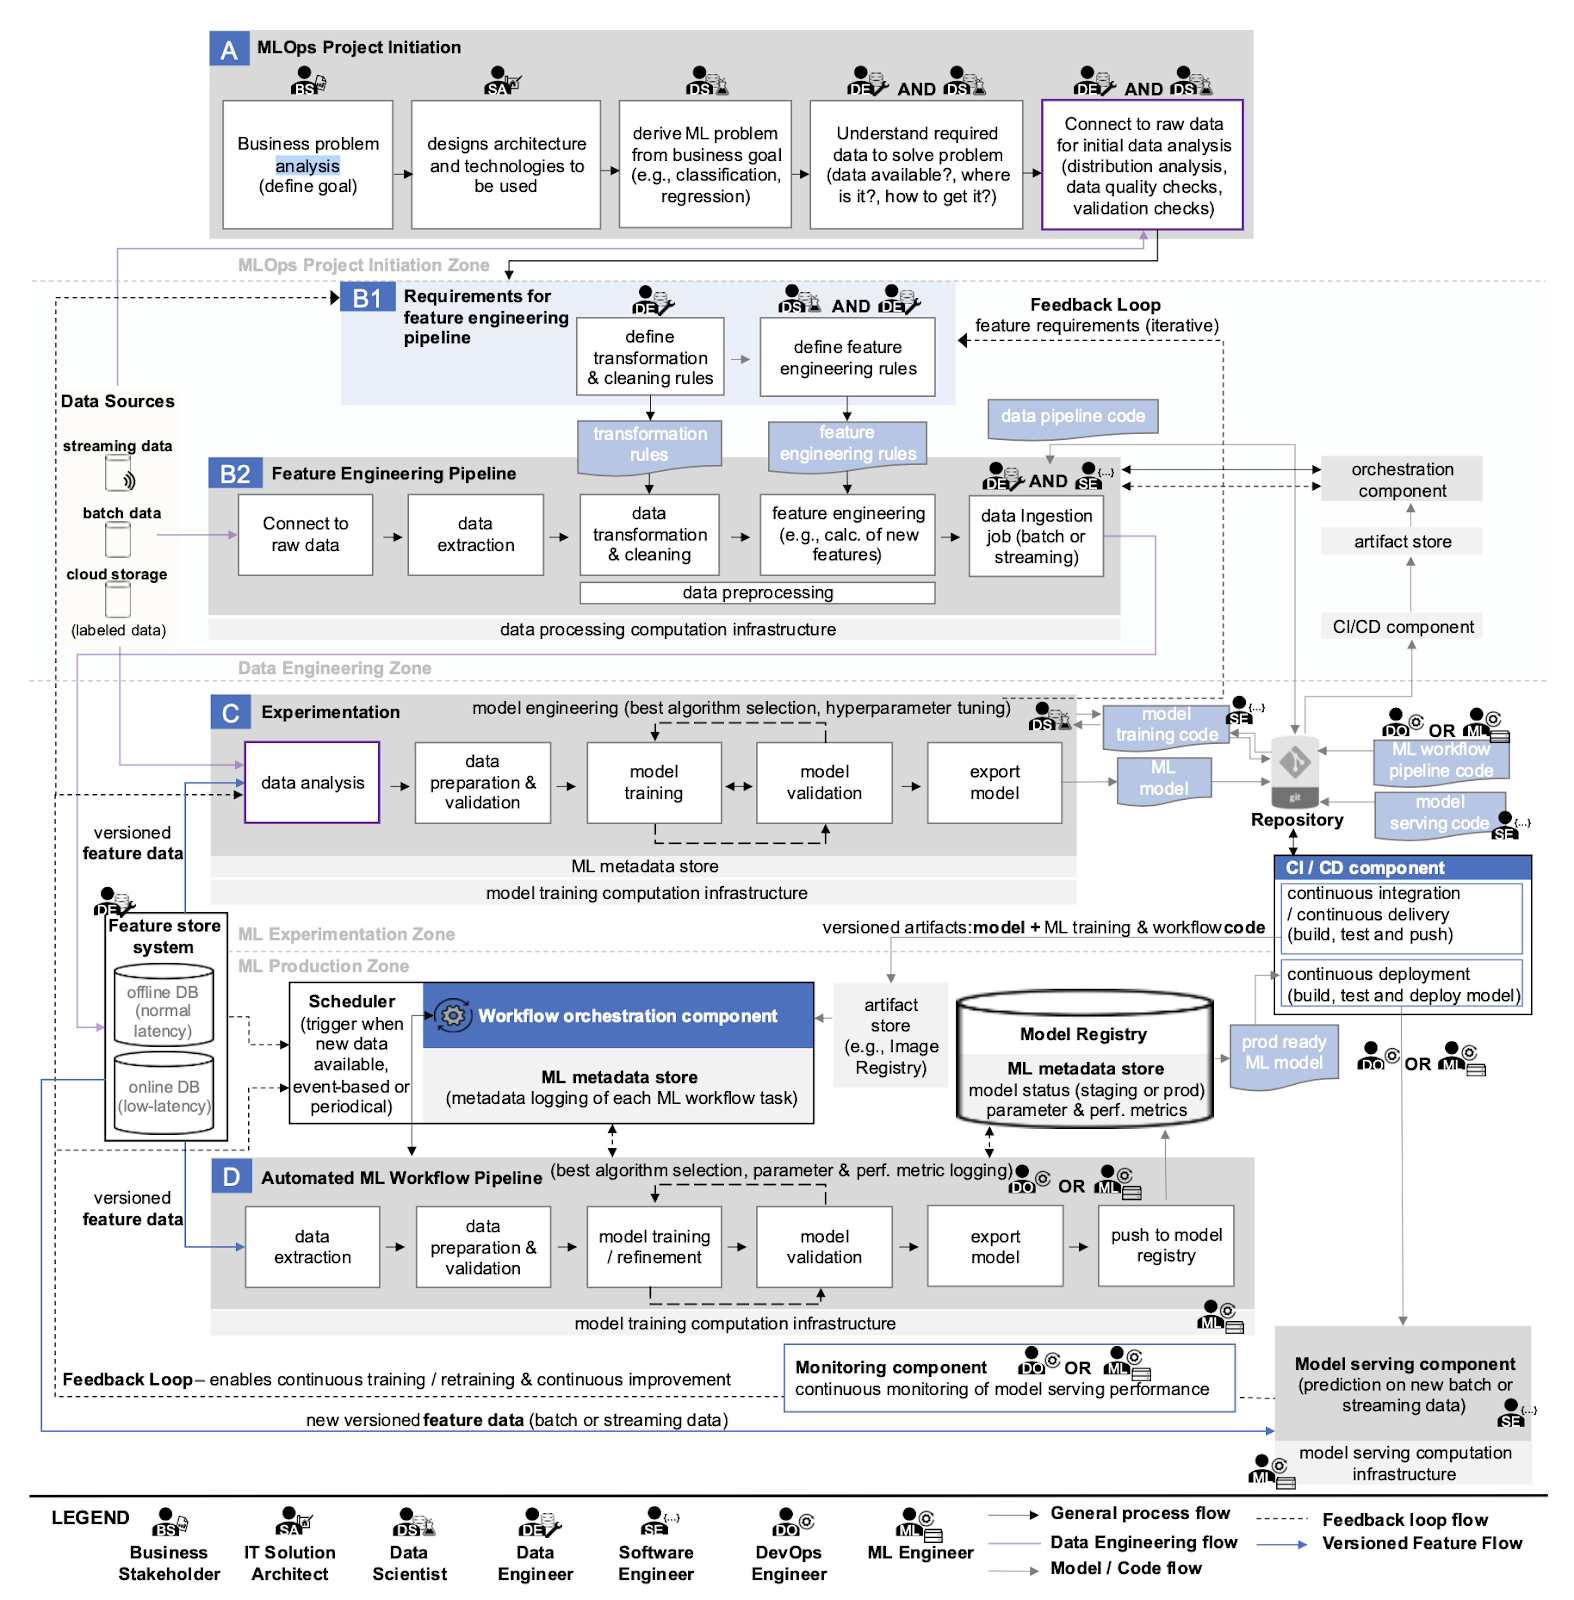 A
MLOps Project Initiation
BS
SA
DS
DE AND DS
DE AND DS
Business problem
analysis
(define goal)
designs architecture
and technologies to
be used
derive ML problem
from business goal
(e.g., classification,
regression)
Understand required
data to solve problem
(data available?, where
is it?, how to get it?)
Connect to raw data
for initial data analysis
(distribution analysis,
data quality checks,
validation checks)
MLOps Project Initiation Zone
B1
Requirements for
feature engineering
pipeline
DE
DS AND DE
define
transformation
& cleaning rules
define feature
engineering rules
Feedback Loop
feature requirements (iterative)
Data Sources
streaming data
batch data
cloud storage
(labeled data)
transformation
rules
feature
engineering rules
data pipeline code
B2
Feature Engineering Pipeline
DE AND SE {...}
Connect to
raw data
data
extraction
data
transformation
& cleaning
feature engineering
(e.g., calc. of new
features)
data Ingestion
job (batch or
streaming)
data preprocessing
data processing computation infrastructure
orchestration
component
artifact store
CI/CD component
Data Engineering Zone
C
Experimentation
model engineering (best algorithm selection, hyperparameter tuning)
DS
data analysis
data
preparation &
validation
model
training
model
validation
export
model
ML metadata store
model training computation infrastructure
model
training code
SE {...}
ML
model
git
Repository
DO OR ML
ML workflow
pipeline code
model
serving code
SE {...}
versioned
feature data
DE
Feature store
system
offline DB
(normal
latency)
online DB
(low-latency)
CI / CD component
continuous integration
/ continuous delivery
(build, test and push)
continuous deployment
(build, test and deploy model)
versioned artifacts: model + ML training & workflow code
ML Experimentation Zone
ML Production Zone
Scheduler
(trigger when
new data
available,
event-based or
periodical)
Workflow orchestration component
ML metadata store
(metadata logging of each ML workflow task)
artifact
store
(e.g., Image
Registry)
Model Registry
ML metadata store
model status (staging or prod)
parameter & perf. metrics
prod ready
ML model
DO OR ML
D
Automated ML Workflow Pipeline
(best algorithm selection, parameter & perf. metric logging)
DO OR ML
versioned
feature data
data
extraction
data
preparation &
validation
model training
/ refinement
model
validation
export
model
push to model
registry
model training computation infrastructure
ML
Monitoring component
DO OR ML
continuous monitoring of model serving performance
Feedback Loop – enables continuous training / retraining & continuous improvement
new versioned feature data (batch or streaming data)
Model serving component
(prediction on new batch or
streaming data)
SE {...}
model serving computation
infrastructure
ML
LEGEND
BS
Business
Stakeholder
SA
IT Solution
Architect
DS
Data
Scientist
DE
Data
Engineer
SE {...}
Software
Engineer
DO
DevOps
Engineer
ML
ML Engineer
General process flow
Data Engineering flow
Model / Code flow
Feedback loop flow
Versioned Feature Flow